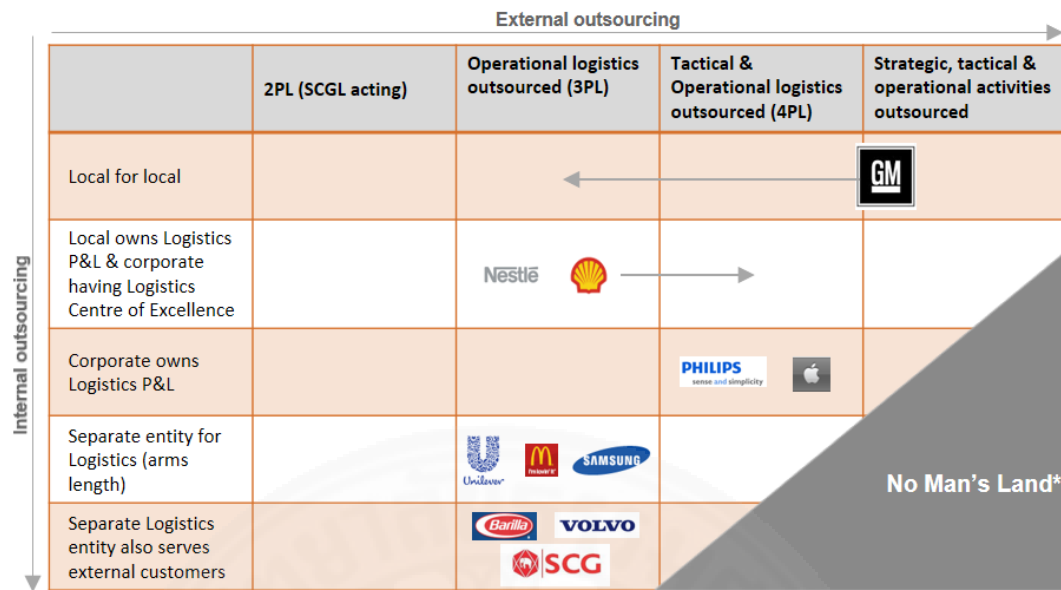 External outsourcing
Internal outsourcing
2PL (SCGL acting)
Operational logistics
outsourced (3PL)
Tactical &
Operational logistics
outsourced (4PL)
Strategic, tactical &
operational activities
outsourced
Local for local
GM
Local owns Logistics
P&L & corporate
having Logistics
Centre of Excellence
Nestlé
Corporate owns
Logistics P&L
PHILIPS
sense and simplicity
Separate entity for
Logistics (arms
length)
Unilever
i'm lovin' it
SAMSUNG
No Man's Land*
Separate Logistics
entity also serves
external customers
Barilla
VOLVO
SCG